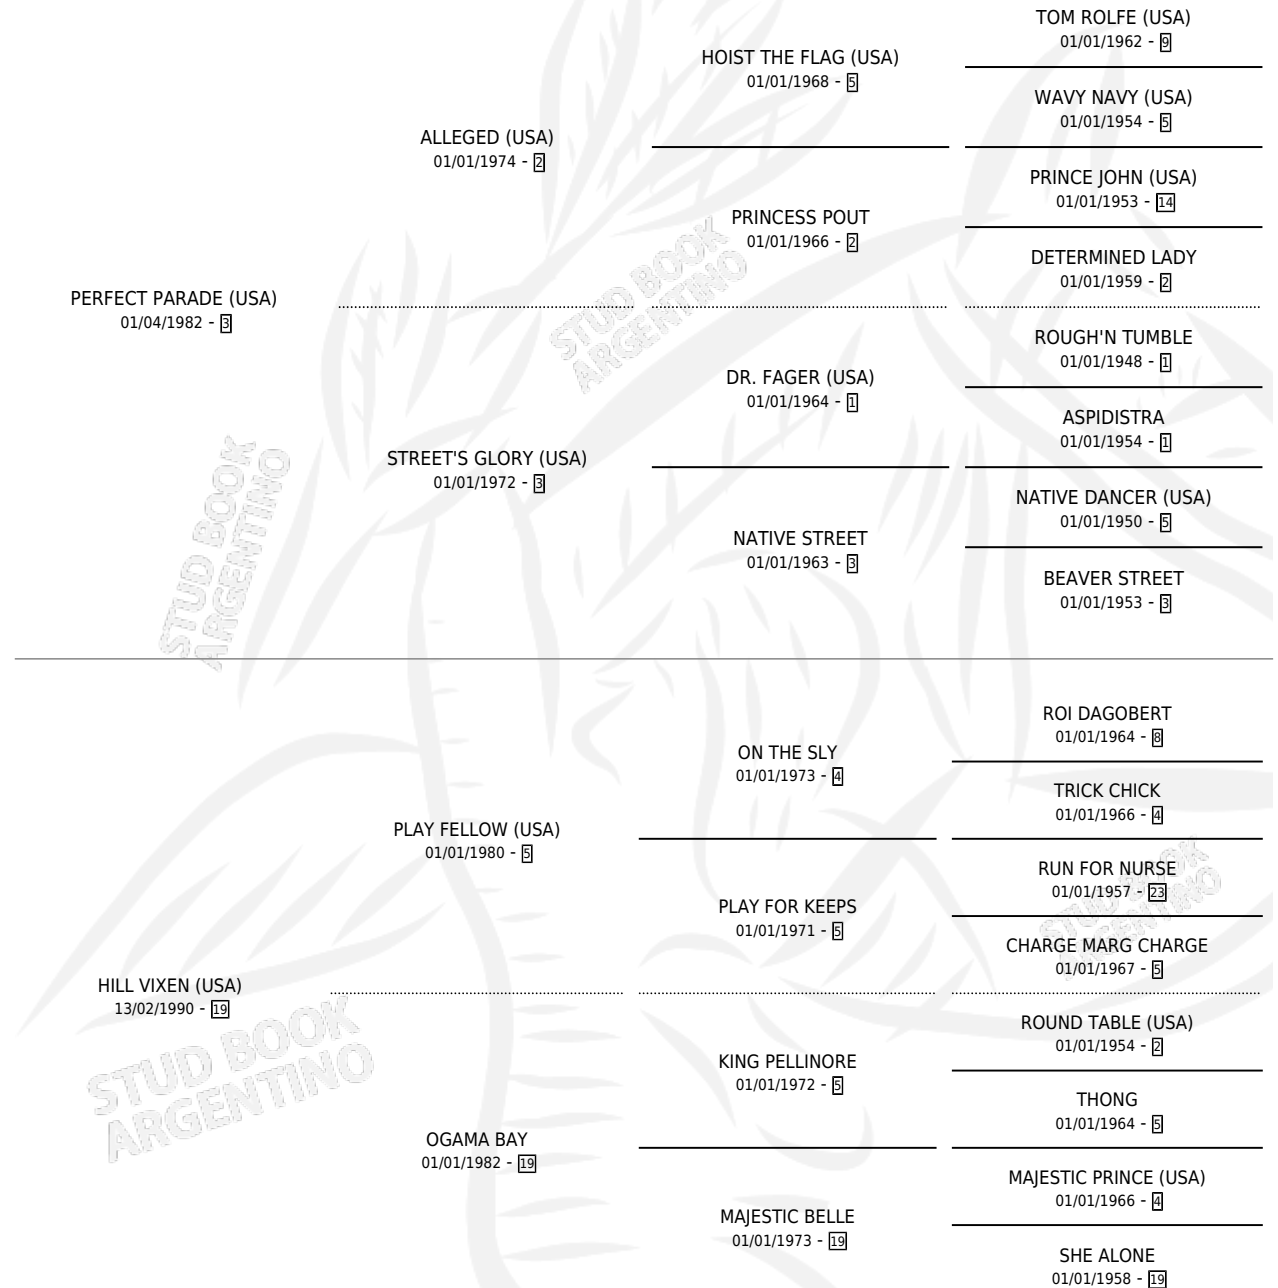 TOM ROLFE (USA)
01/01/1962 - 9
HOIST THE FLAG (USA)
01/01/1968 - 5
WAVY NAVY (USA)
01/01/1954 - 5
ALLEGED (USA)
01/01/1974 - 2
PRINCE JOHN (USA)
01/01/1953 - 14
PRINCESS POUT
01/01/1966 - 2
DETERMINED LADY
01/01/1959 - 2
PERFECT PARADE (USA)
01/04/1982 - 3
ROUGH'N TUMBLE
01/01/1948 - 1
DR. FAGER (USA)
01/01/1964 - 1
ASPIDISTRA
01/01/1954 - 1
STREET'S GLORY (USA)
01/01/1972 - 3
NATIVE DANCER (USA)
01/01/1950 - 5
NATIVE STREET
01/01/1963 - 3
BEAVER STREET
01/01/1953 - 3
STUD BOOK
ARGENTINO
STUD BOOK
ARGENTINO
ROI DAGOBERT
01/01/1964 - 8
ON THE SLY
01/01/1973 - 4
TRICK CHICK
01/01/1966 - 4
PLAY FELLOW (USA)
01/01/1980 - 5
RUN FOR NURSE
01/01/1957 - 23
PLAY FOR KEEPS
01/01/1971 - 5
CHARGE MARG CHARGE
01/01/1967 - 5
STUD BOOK
ARGENTINO
HILL VIXEN (USA)
13/02/1990 - 19
ROUND TABLE (USA)
01/01/1954 - 2
KING PELLINORE
01/01/1972 - 5
THONG
01/01/1964 - 5
STUD BOOK
ARGENTINO
OGAMA BAY
01/01/1982 - 19
MAJESTIC PRINCE (USA)
01/01/1966 - 4
MAJESTIC BELLE
01/01/1973 - 19
SHE ALONE
01/01/1958 - 19